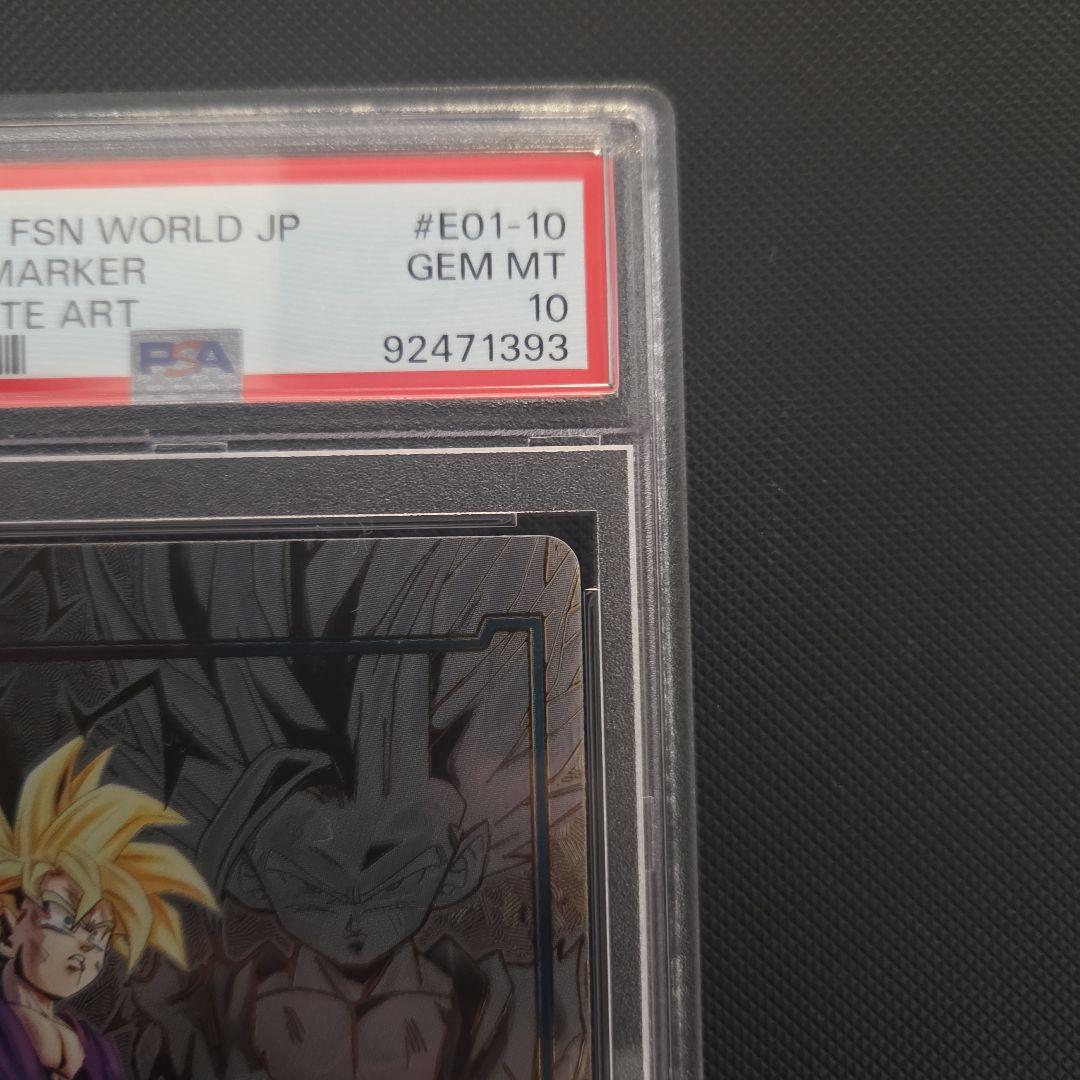 FSN WORLD JP #E01-10
MARKER GEM MT
TE ART 10
PSA 92471393